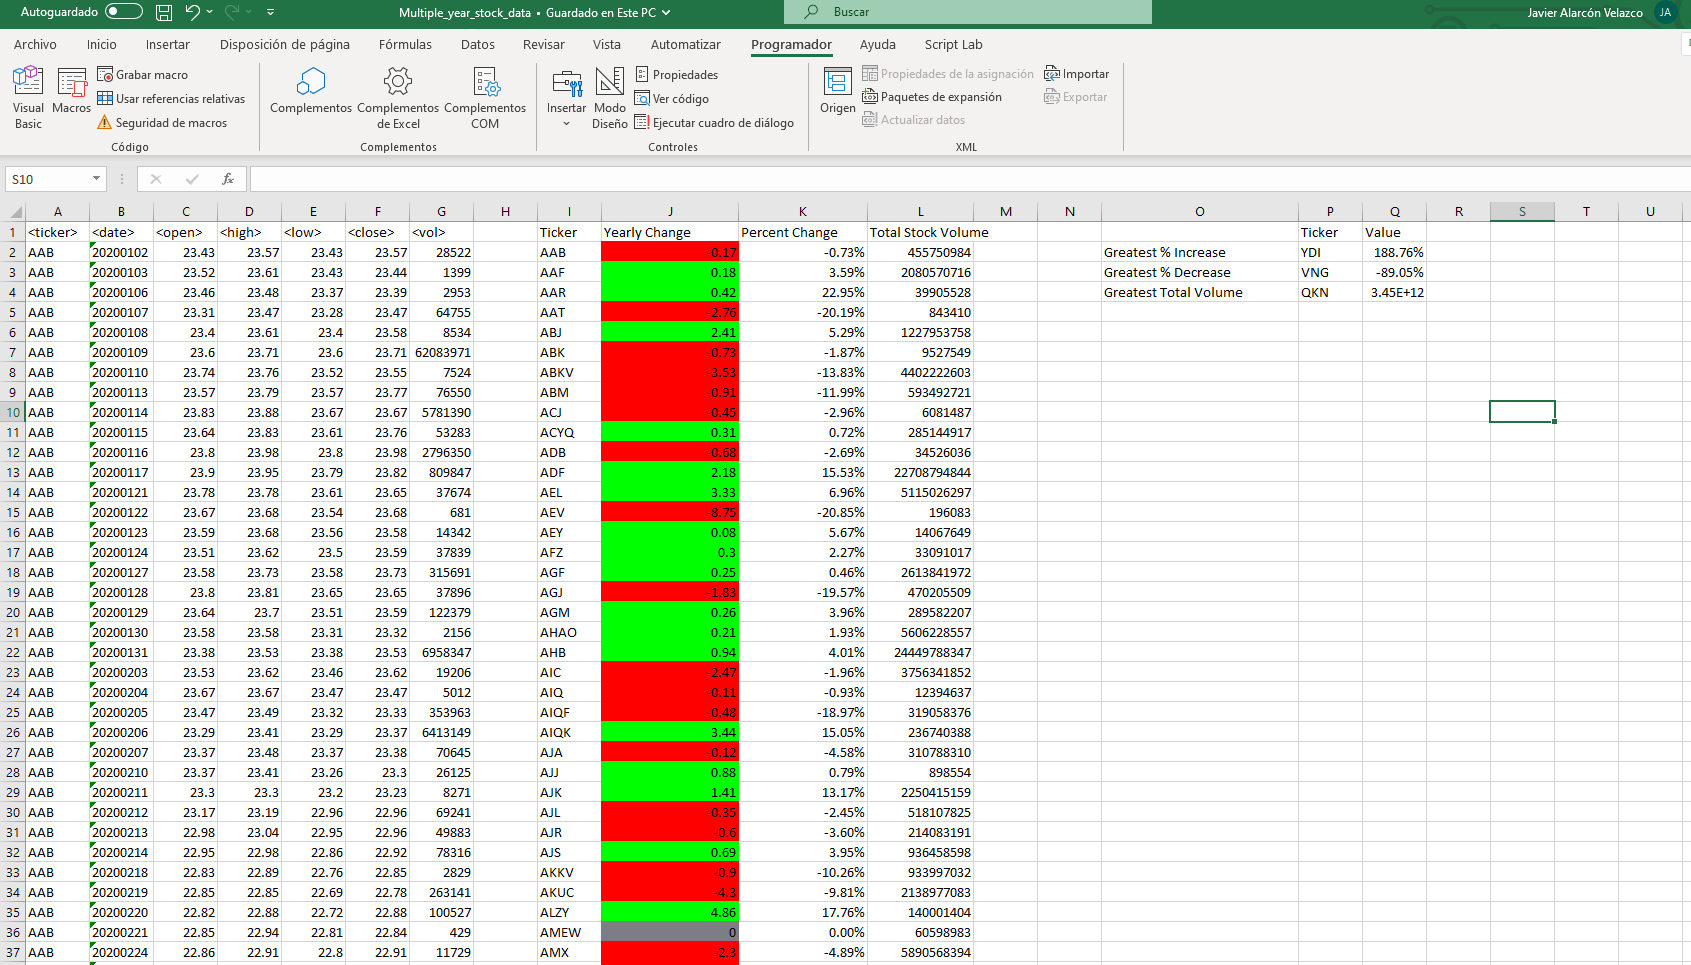 Autoguardado Multiple_year_stock_data • Guardado en Este PC Buscar Javier Alarcón Velazco JA
Archivo Inicio Insertar Disposición de página Fórmulas Datos Revisar Vista Automatizar Programador Ayuda Script Lab
Visual Basic
Macros
Grabar macro
Usar referencias relativas
Seguridad de macros
Código
Complementos
Complementos de Excel
Complementos COM
Complementos
Insertar
Modo Diseño
Propiedades
Ver código
Ejecutar cuadro de diálogo
Controles
Origen
Propiedades de la asignación
Paquetes de expansión
Actualizar datos
Importar
Exportar
XML
S10 fx
A B C D E F G H I J K L M N O P Q R S T U
1 <ticker> <date> <open> <high> <low> <close> <vol> Ticker Yearly Change Percent Change Total Stock Volume Ticker Value
2 AAB 20200102 23.43 23.57 23.43 23.57 28522 AAB -0.17 -0.73% 455750984 Greatest % Increase YDI 188.76%
3 AAB 20200103 23.52 23.61 23.43 23.44 1399 AAF 0.18 3.59% 2080570716 Greatest % Decrease VNG -89.05%
4 AAB 20200106 23.46 23.48 23.37 23.39 2953 AAR 0.42 22.95% 39905528 Greatest Total Volume QKN 3.45E+12
5 AAB 20200107 23.31 23.47 23.28 23.47 64755 AAT -2.76 -20.19% 843410
6 AAB 20200108 23.4 23.61 23.4 23.58 8534 ABJ 2.41 5.29% 1227953758
7 AAB 20200109 23.6 23.71 23.6 23.71 62083971 ABK -0.73 -1.87% 9527549
8 AAB 20200110 23.74 23.76 23.52 23.55 7524 ABKV -3.53 -13.83% 4402222603
9 AAB 20200113 23.57 23.79 23.57 23.77 76550 ABM -0.91 -11.99% 593492721
10 AAB 20200114 23.83 23.88 23.67 23.67 5781390 ACJ -0.45 -2.96% 6081487
11 AAB 20200115 23.64 23.83 23.61 23.76 53283 ACYQ 0.31 0.72% 285144917
12 AAB 20200116 23.8 23.98 23.8 23.98 2796350 ADB -0.68 -2.69% 34526036
13 AAB 20200117 23.9 23.95 23.79 23.82 809847 ADF 2.18 15.53% 22708794844
14 AAB 20200121 23.78 23.78 23.61 23.65 37674 AEL 3.33 6.96% 5115026297
15 AAB 20200122 23.67 23.68 23.54 23.68 681 AEV -8.75 -20.85% 196083
16 AAB 20200123 23.59 23.68 23.56 23.58 14342 AEY 0.08 5.67% 14067649
17 AAB 20200124 23.51 23.62 23.5 23.59 37839 AFZ 0.3 2.27% 33091017
18 AAB 20200127 23.58 23.73 23.58 23.73 315691 AGF 0.25 0.46% 2613841972
19 AAB 20200128 23.8 23.81 23.65 23.65 37896 AGJ -1.83 -19.57% 470205509
20 AAB 20200129 23.64 23.7 23.51 23.59 122379 AGM 0.26 3.96% 289582207
21 AAB 20200130 23.58 23.58 23.31 23.32 2156 AHAO 0.21 1.93% 5606228557
22 AAB 20200131 23.38 23.53 23.38 23.53 6958347 AHB 0.94 4.01% 24449788347
23 AAB 20200203 23.53 23.62 23.46 23.62 19206 AIC -2.47 -1.96% 3756341852
24 AAB 20200204 23.67 23.67 23.47 23.47 5012 AIQ -0.11 -0.93% 12394637
25 AAB 20200205 23.47 23.49 23.32 23.33 353963 AIQF -0.48 -18.97% 319058376
26 AAB 20200206 23.29 23.41 23.29 23.37 6413149 AIQK 3.44 15.05% 236740388
27 AAB 20200207 23.37 23.48 23.37 23.38 70645 AJA -0.12 -4.58% 310788310
28 AAB 20200210 23.37 23.41 23.26 23.3 26125 AJJ 0.88 0.79% 898554
29 AAB 20200211 23.3 23.3 23.2 23.23 8271 AJK 1.41 13.17% 2250415159
30 AAB 20200212 23.17 23.19 22.96 22.96 69241 AJL -0.35 -2.45% 518107825
31 AAB 20200213 22.98 23.04 22.95 22.96 49883 AJR -0.6 -3.60% 214083191
32 AAB 20200214 22.95 22.98 22.86 22.92 78316 AJS 0.69 3.95% 936458598
33 AAB 20200218 22.83 22.89 22.76 22.85 2829 AKKV -0.9 -10.26% 933997032
34 AAB 20200219 22.85 22.85 22.69 22.78 263141 AKUC -4.3 -9.81% 2138977083
35 AAB 20200220 22.82 22.88 22.72 22.88 100527 ALZY 4.86 17.76% 140001404
36 AAB 20200221 22.85 22.94 22.81 22.84 429 AMEW 0 0.00% 60598983
37 AAB 20200224 22.86 22.91 22.8 22.91 11729 AMX -2.3 -4.89% 5890568394